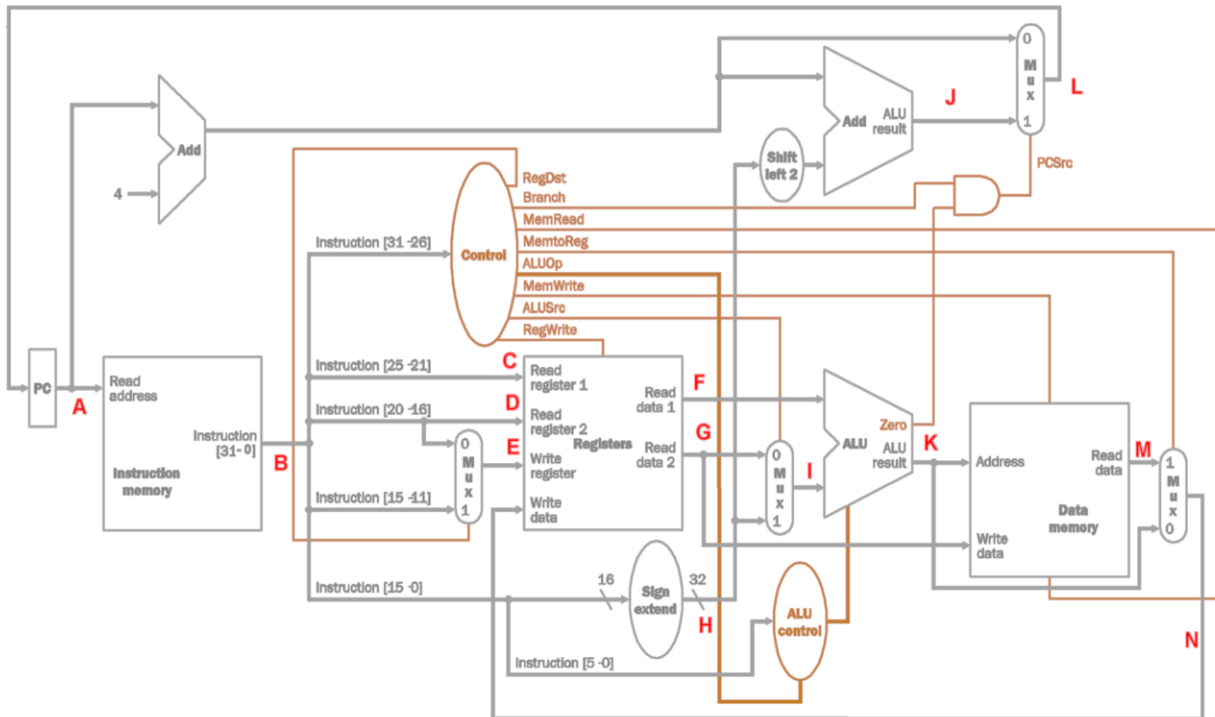 0
M
u
x
1
L
J
Add
ALU
result
Add
4
Shift
left 2
PCSrc
RegDst
Branch
MemRead
MemtoReg
ALUOp
MemWrite
ALUSrc
RegWrite
Control
Instruction [31 -26]
PC
A
Read
address
Instruction
[31- 0]
Instruction
memory
B
Instruction [25 -21]
Instruction [20 -16]
Instruction [15 -11]
Instruction [15 -0]
Instruction [5 -0]
C
D
E
0
M
u
x
1
Read
register 1
Read
register 2
Write
register
Write
data
Registers
Read
data 1
Read
data 2
F
G
0
M
u
x
1
I
Zero
ALU
ALU
result
K
Address
Write
data
Read
data
Data
memory
M
1
M
u
x
0
N
16
Sign
extend
32
H
ALU
control